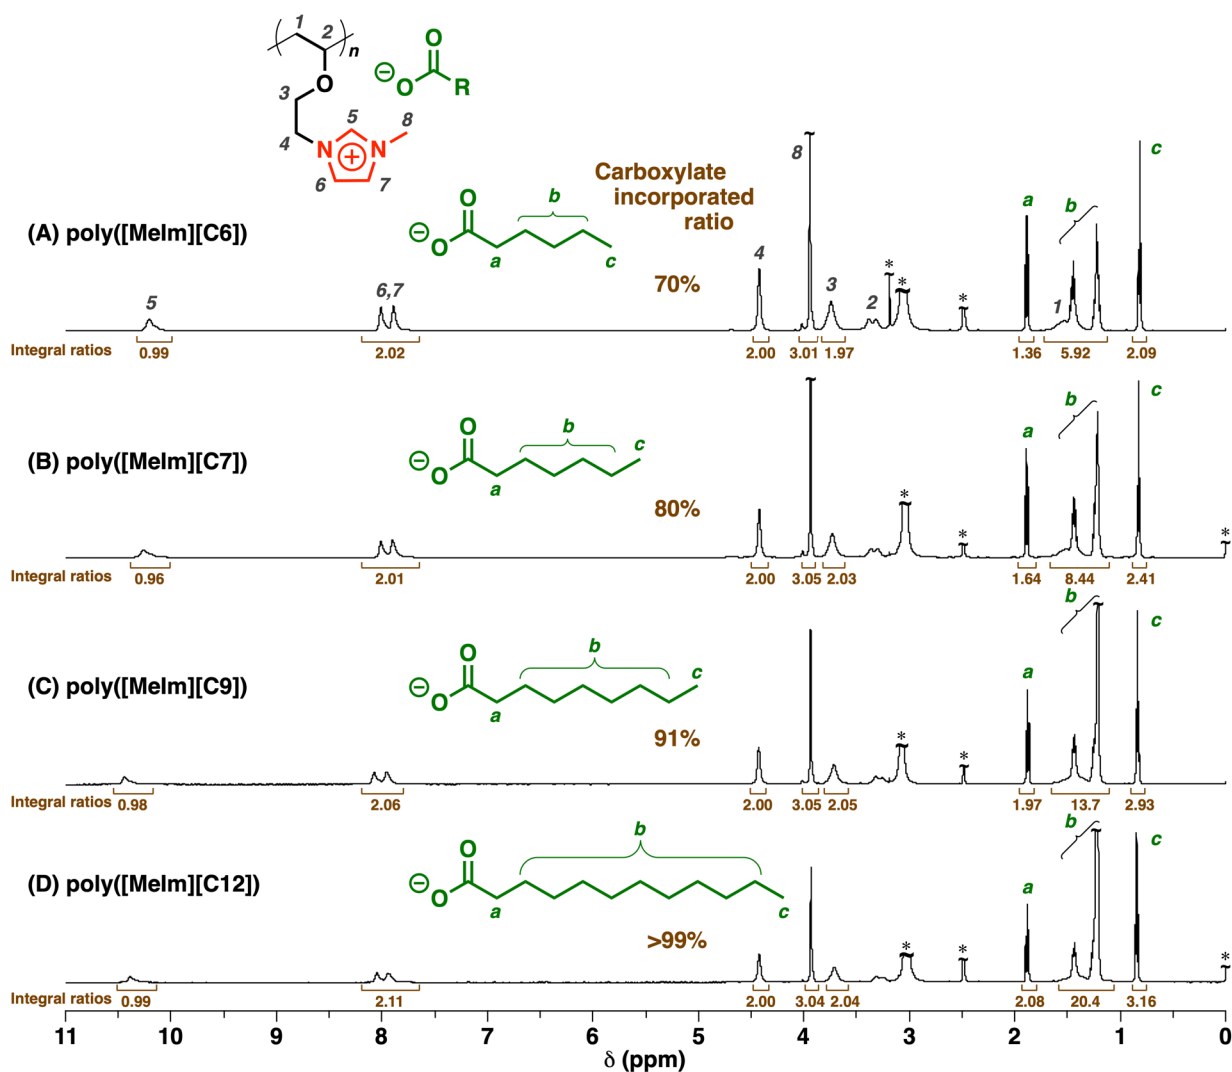 1
2
n
O
O
⊖
O
R
3
4
5
8
N
⊕
N
6
7
Carboxylate
incorporated
ratio
(A) poly([MeIm][C6])
O
⊖
O
a
b
c
70%
5
6,7
4
8
3
2
*
*
*
1
a
b
c
Integral ratios
0.99
2.02
2.00
3.01
1.97
1.36
5.92
2.09
(B) poly([MeIm][C7])
O
⊖
O
a
b
c
80%
*
*
a
b
c
*
Integral ratios
0.96
2.01
2.00
3.05
2.03
1.64
8.44
2.41
(C) poly([MeIm][C9])
O
⊖
O
a
b
c
91%
*
*
a
b
c
Integral ratios
0.98
2.06
2.00
3.05
2.05
1.97
13.7
2.93
(D) poly([MeIm][C12])
O
⊖
O
a
b
c
>99%
*
*
a
b
c
*
Integral ratios
0.99
2.11
2.00
3.04
2.04
2.08
20.4
3.16
11 10 9 8 7 6 5 4 3 2 1 0
δ (ppm)